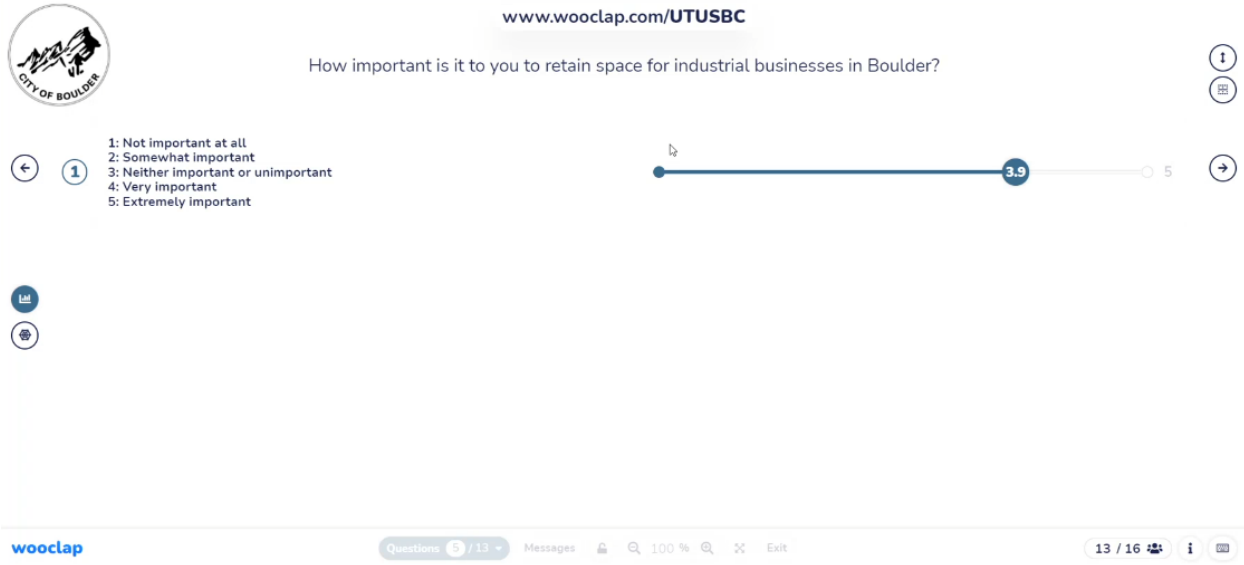 www.wooclap.com/UTUSBC
CITY OF BOULDER
How important is it to you to retain space for industrial businesses in Boulder?
1
1: Not important at all
2: Somewhat important
3: Neither important or unimportant
4: Very important
5: Extremely important
3.9
5
wooclap
Questions 5 / 13
Messages
100 %
Exit
13 / 16
i